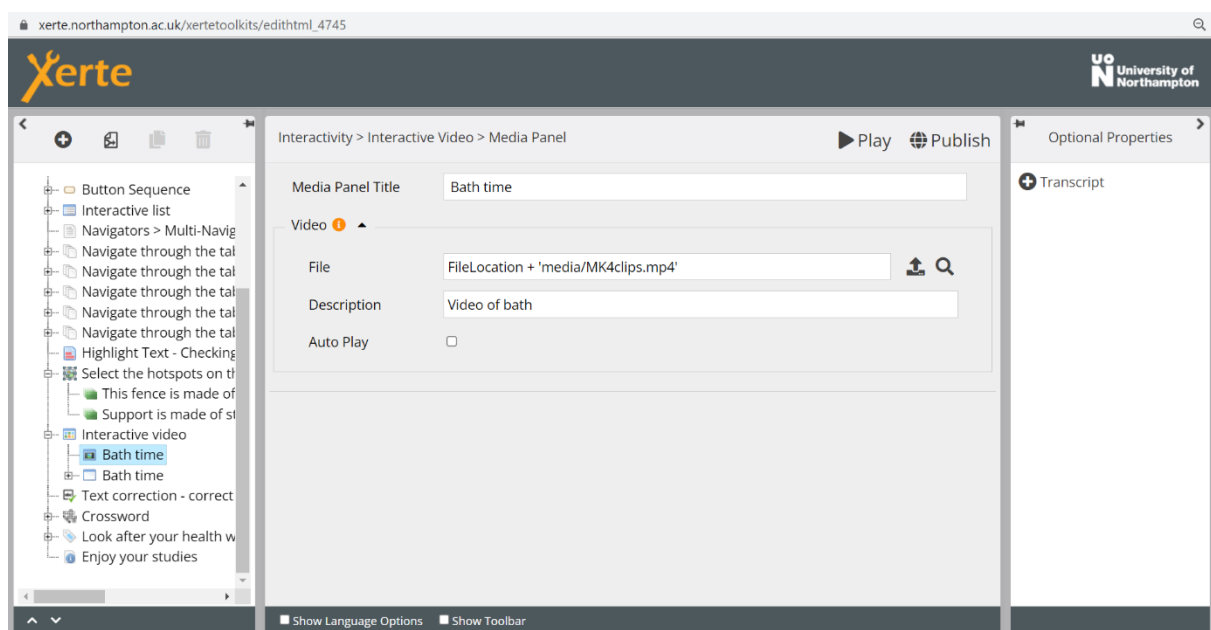 xerte.northampton.ac.uk/xertetoolkits/edithtml_4745
Xerte
UO
N
University of
Northampton
Interactivity > Interactive Video > Media Panel
Play
Publish
Optional Properties
Button Sequence
Interactive list
Navigators > Multi-Navig
Navigate through the tal
Navigate through the tal
Navigate through the tal
Navigate through the tal
Navigate through the tal
Highlight Text - Checking
Select the hotspots on th
This fence is made of
Support is made of st
Interactive video
Bath time
Bath time
Text correction - correct
Crossword
Look after your health w
Enjoy your studies
Media Panel Title
Bath time
Video
File
FileLocation + 'media/MK4clips.mp4'
Description
Video of bath
Auto Play
Transcript
Show Language Options
Show Toolbar